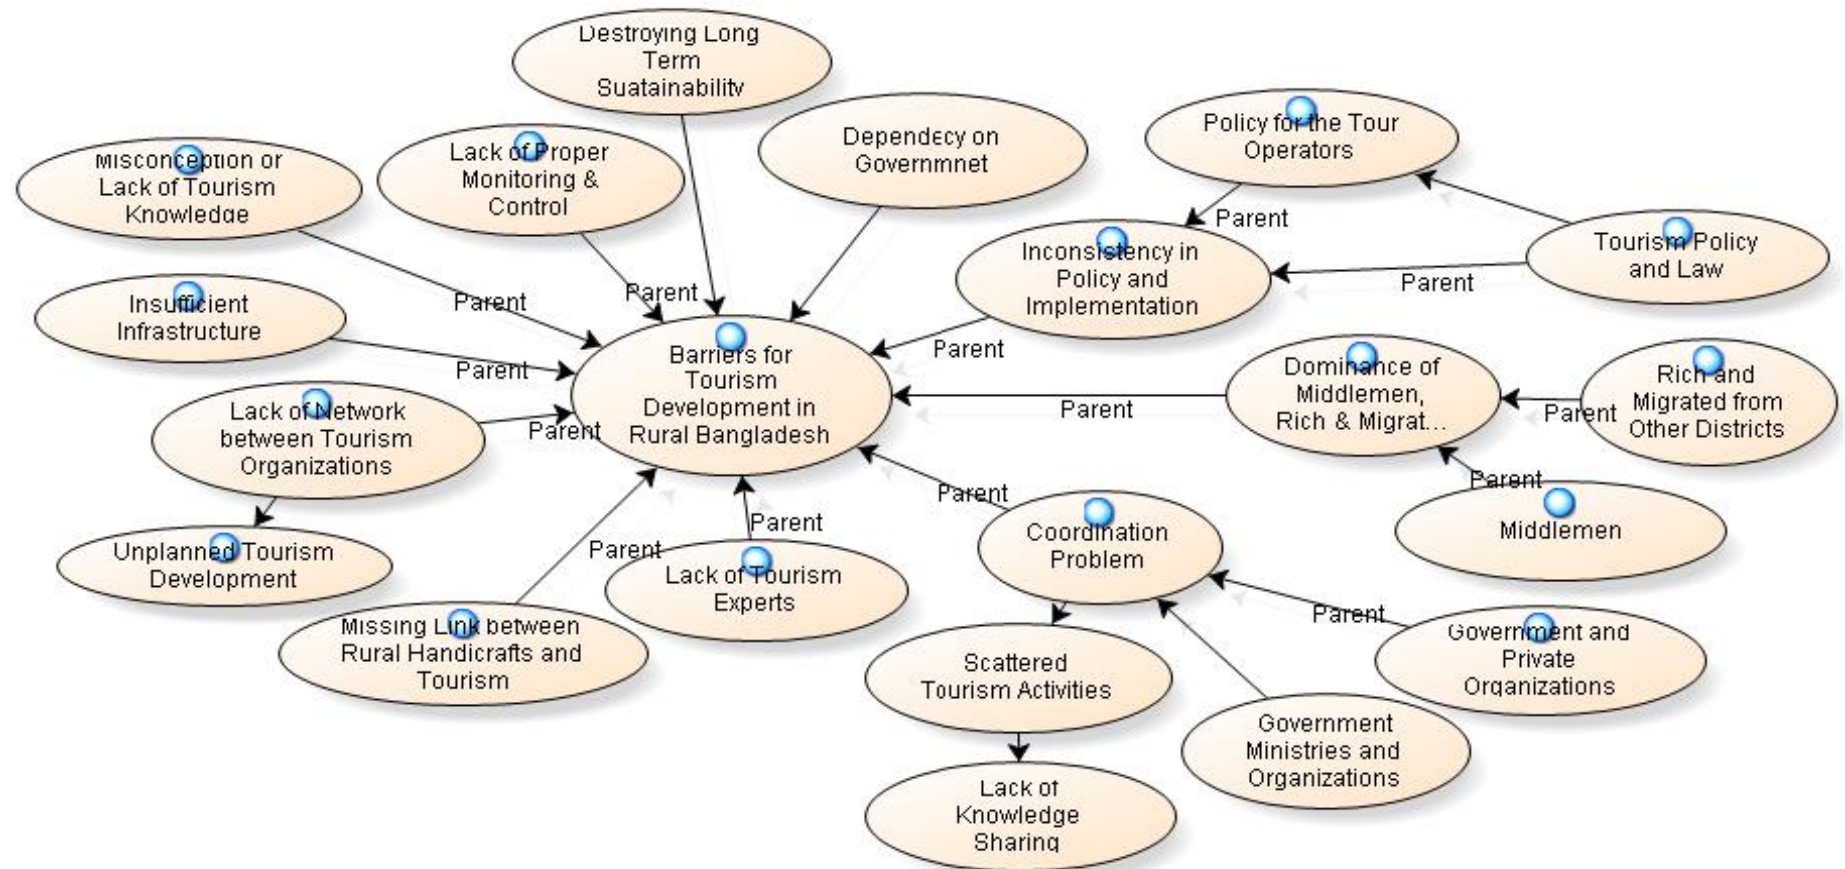 Destroying Long
Term
Suatainability
Dependecy on
Governmnet
Policy for the Tour
Operators
Misconception or
Lack of Tourism
Knowledge
Lack of Proper
Monitoring &
Control
Parent
Inconsistency in
Policy and
Implementation
Tourism Policy
and Law
Parent
Insufficient
Infrastructure
Parent
Parent
Parent
Barriers for
Tourism
Development in
Rural Bangladesh
Parent
Dominance of
Middlemen,
Rich & Migrat...
Rich and
Migrated from
Other Districts
Parent
Parent
Lack of Network
between Tourism
Organizations
Parent
Parent
Parent
Coordination
Problem
Middlemen
Unplanned Tourism
Development
Parent
Parent
Lack of Tourism
Experts
Missing Link between
Rural Handicrafts and
Tourism
Parent
Government and
Private
Organizations
Scattered
Tourism Activities
Government
Ministries and
Organizations
Lack of
Knowledge
Sharing